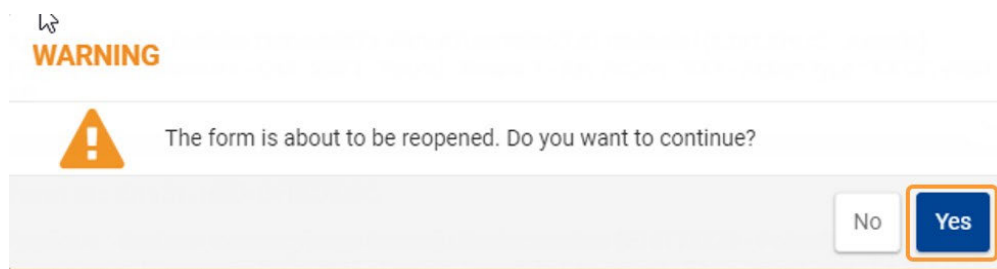 WARNING
The form is about to be reopened. Do you want to continue?
No
Yes